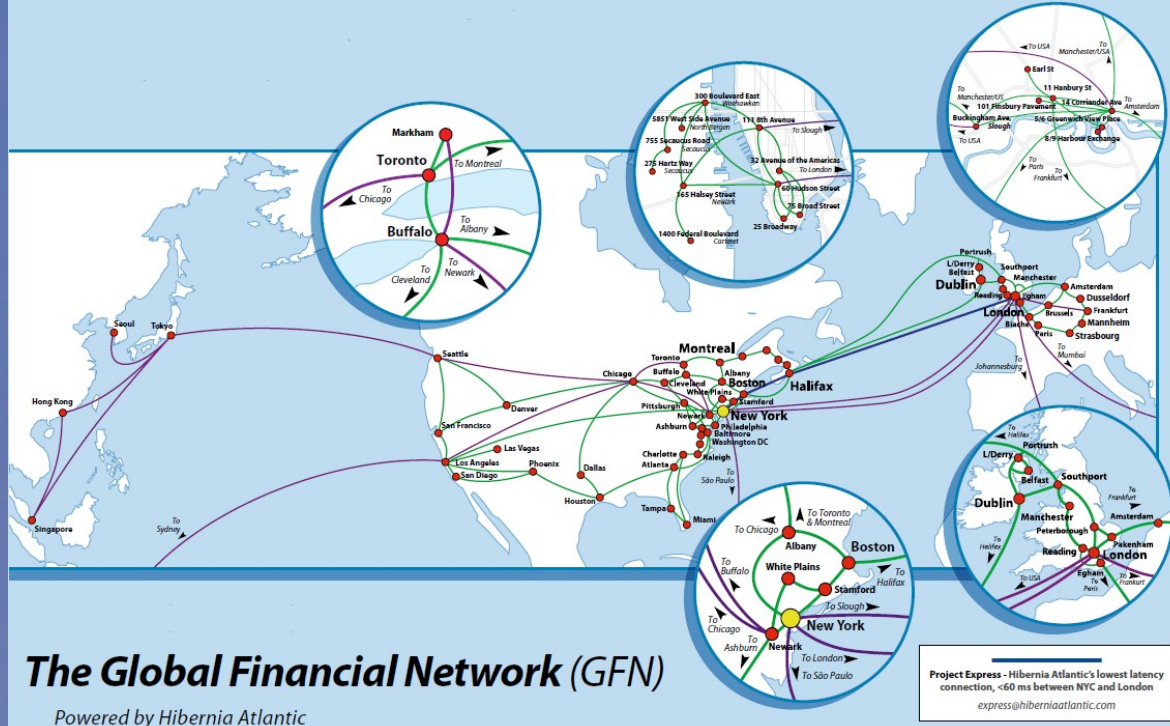 Markham
Toronto
To Montreal
To
Chicago
Buffalo
To
Albany
To
Cleveland
To
Newark
300 Boulevard East
Weehawken
5851 West Side Avenue
North Bergen
111 8th Avenue
To Slough
755 Secaucus Road
Secaucus
275 Hartz Way
Secaucus
32 Avenue of the Americas
To London
165 Halsey Street
Newark
60 Hudson Street
75 Broad Street
25 Broadway
1400 Federal Boulevard
Carteret
To USA
To
Manchester/USA
Earl St
To
Manchester/US
11 Hanbury St
101 Finsbury Pavement
14 Corriander Ave
To
Amsterdam
Buckingham Ave,
Slough
5/6 Greenwich View Place
8/9 Harbour Exchange
To USA
To
Paris
To
Frankfurt
Seoul
Tokyo
Hong Kong
Singapore
To
Sydney
Seattle
San Francisco
Los Angeles
San Diego
Las Vegas
Phoenix
Denver
Dallas
Houston
Chicago
Toronto
Montreal
Buffalo
Cleveland
Albany
Boston
White Plains
Stamford
Pittsburgh
Newark
New York
Halifax
Ashburn
Philadelphia
Baltimore
Washington DC
Charlotte
Raleigh
Atlanta
Tampa
Miami
To
São Paulo
Portrush
L/Derry
Belfast
Dublin
Southport
Manchester
Reading
Egham
London
Amsterdam
Dusseldorf
Brussels
Frankfurt
Mannheim
Biache
Paris
Strasbourg
To
Johannesburg
To
Mumbai
To
Halifax
Portrush
L/Derry
Belfast
Southport
Dublin
To
Frankfurt
Manchester
Amsterdam
Peterborough
Pakenham
To
Halifax
Reading
London
Egham
To USA
To
Paris
To
Frankurt
To Chicago
To Toronto
& Montreal
Albany
Boston
To
Buffalo
White Plains
To
Halifax
Stamford
To Slough
To
Chicago
New York
To
Ashburn
Newark
To London
To São Paulo
The Global Financial Network (GFN)
Powered by Hibernia Atlantic
Project Express - Hibernia Atlantic's lowest latency
connection, <60 ms between NYC and London
express@hiberniaatlantic.com